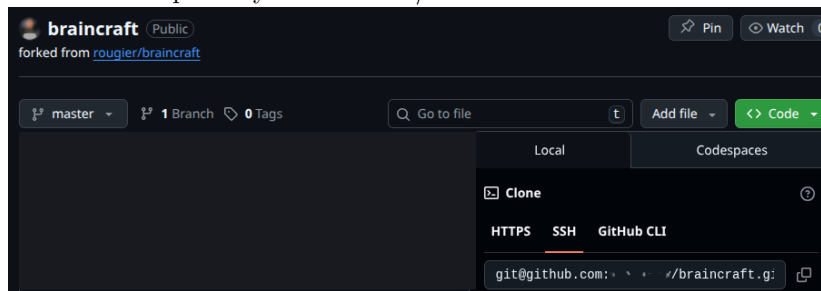 braincraft Public
Pin
Watch
forked from rougier/braincraft
master
1 Branch
0 Tags
Go to file
t
Add file
Code
Local
Codespaces
Clone
HTTPS
SSH
GitHub CLI
git@github.com: /braincraft.gi